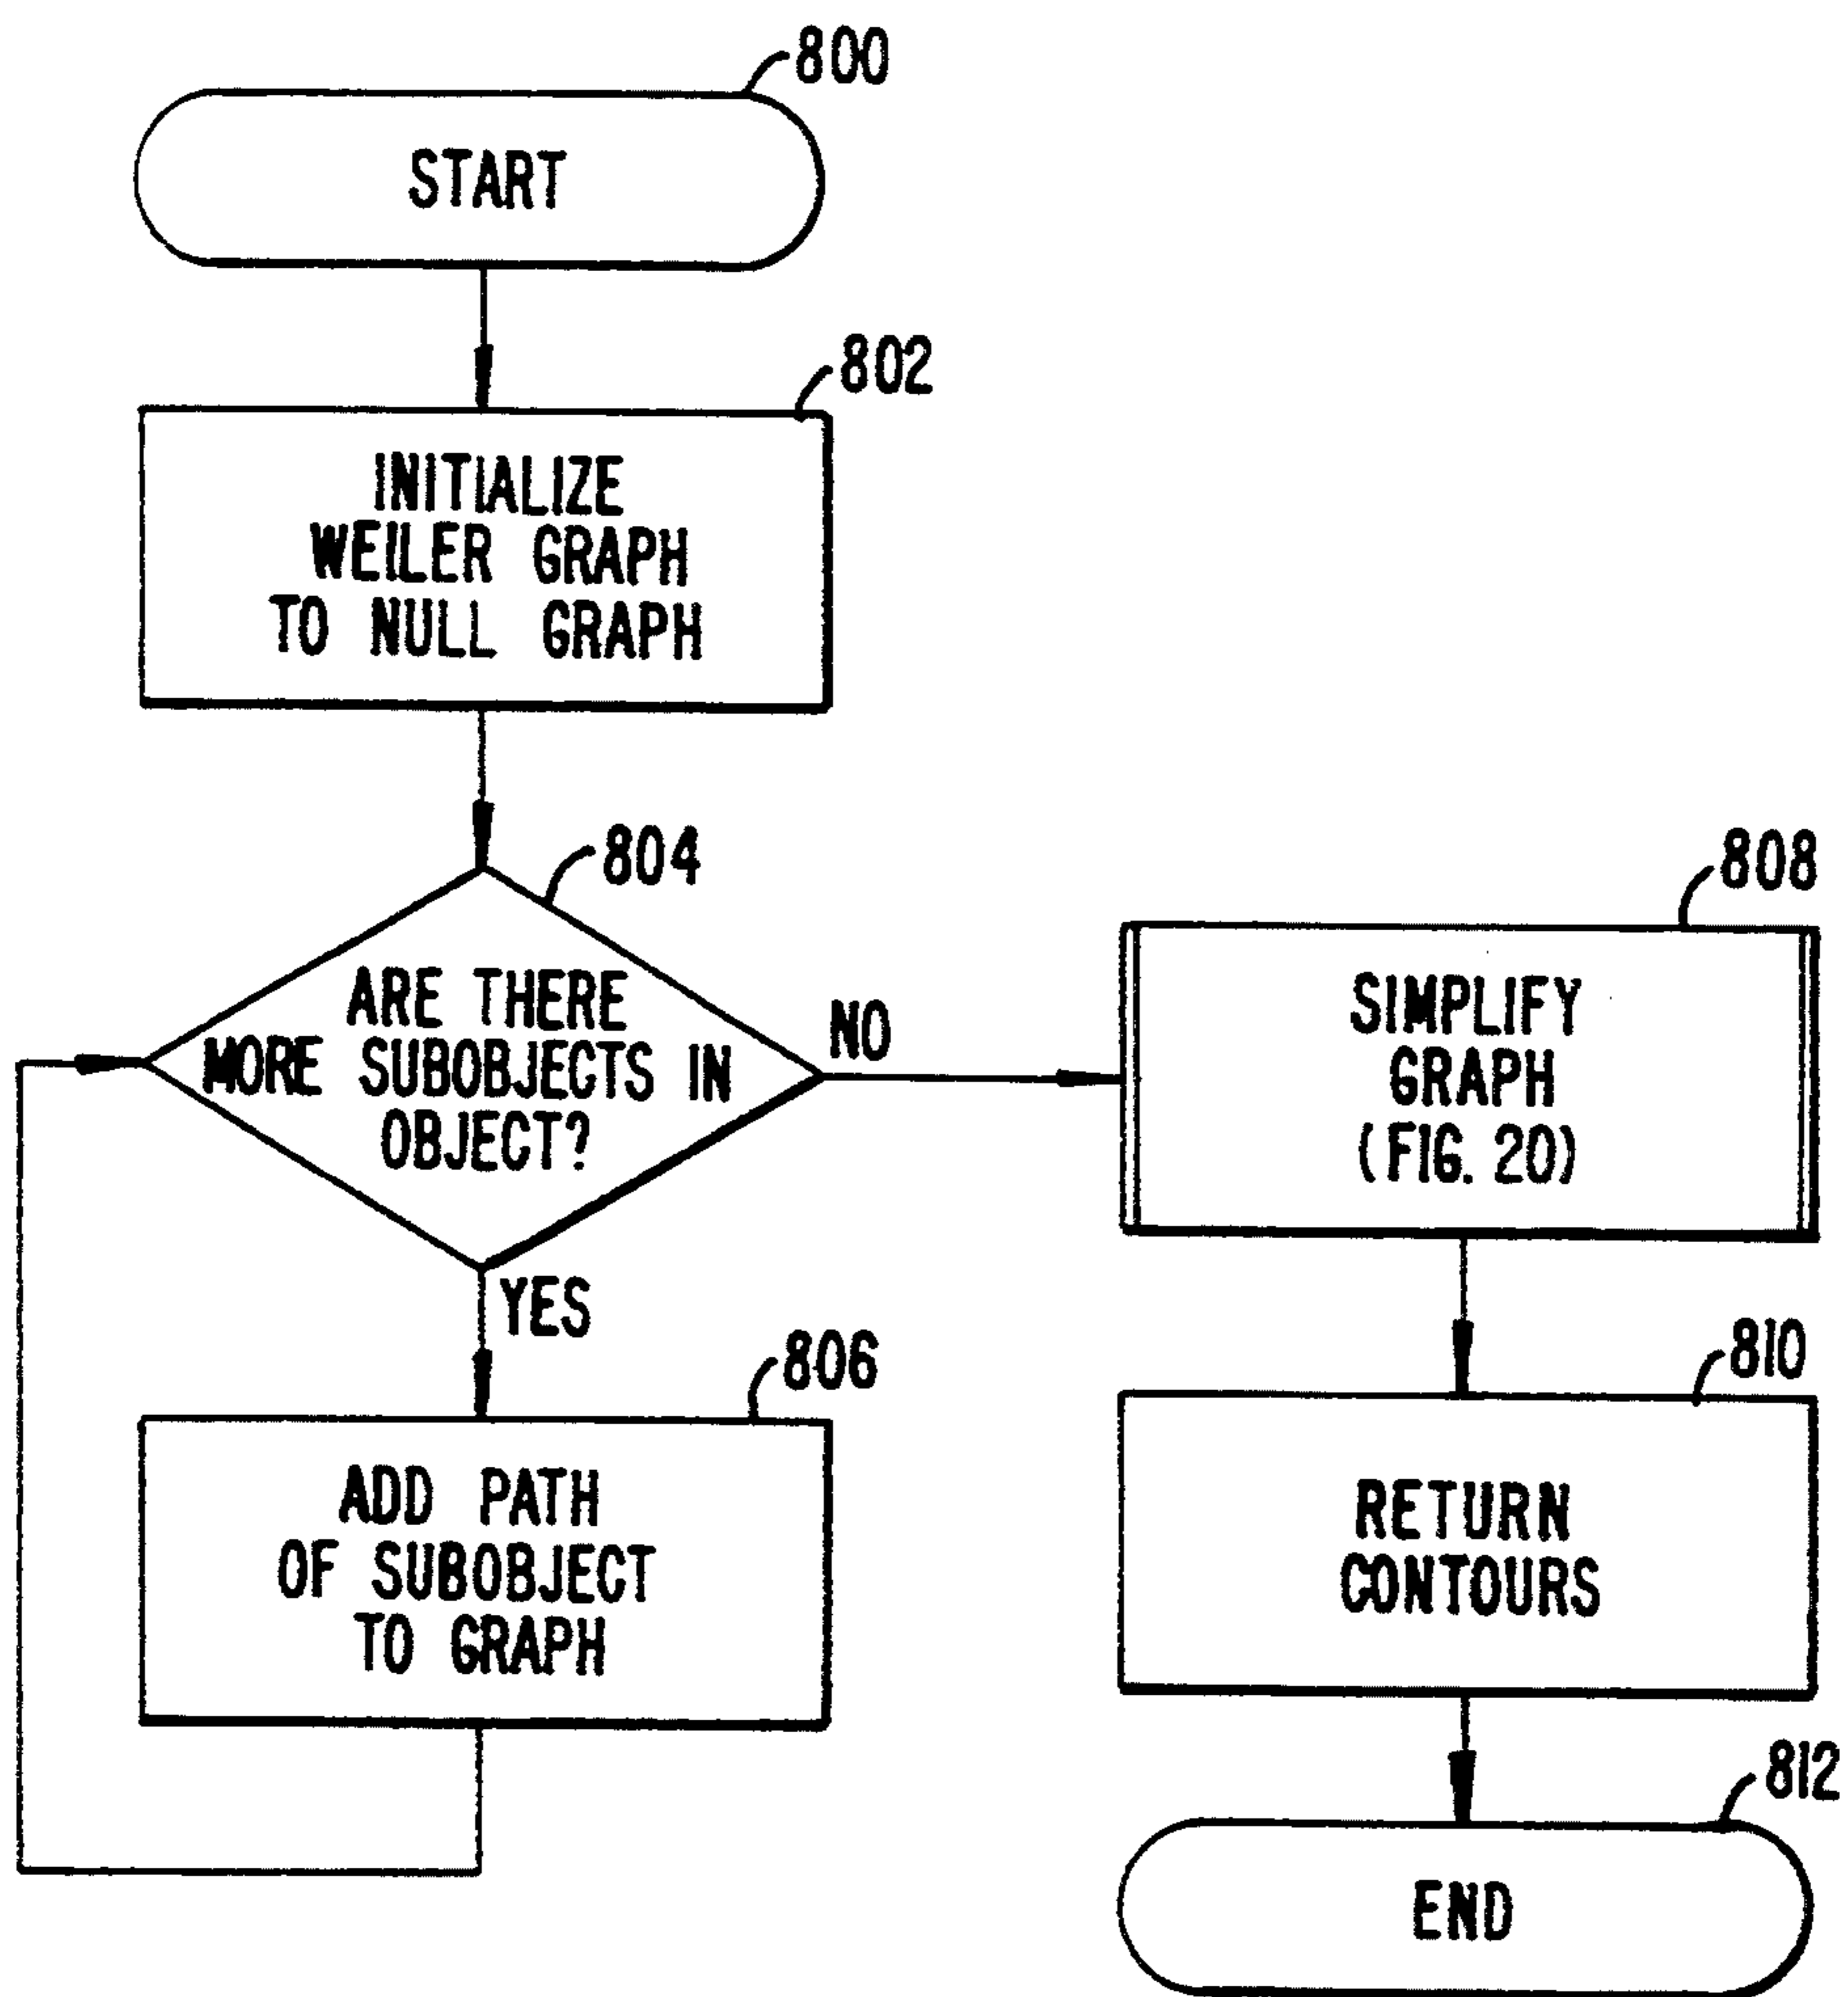 800
START
802
INITIALIZE
WEILER GRAPH
TO NULL GRAPH
804
ARE THERE
MORE SUBOBJECTS IN
OBJECT?
NO
YES
806
ADD PATH
OF SUBOBJECT
TO GRAPH
808
SIMPLIFY
GRAPH
(FIG. 20)
810
RETURN
CONTOURS
812
END